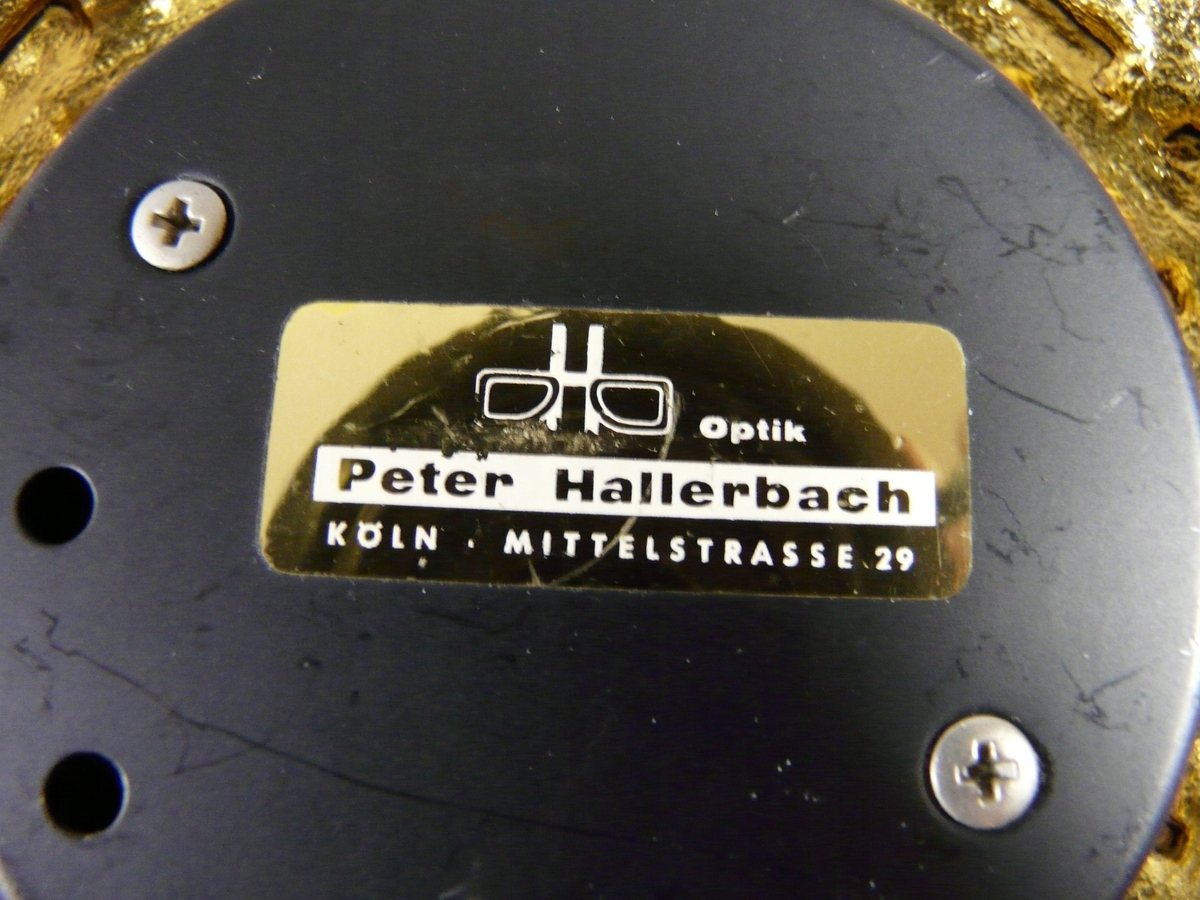 Optik
Peter Hallerbach
KÖLN · MITTELSTRASSE 29